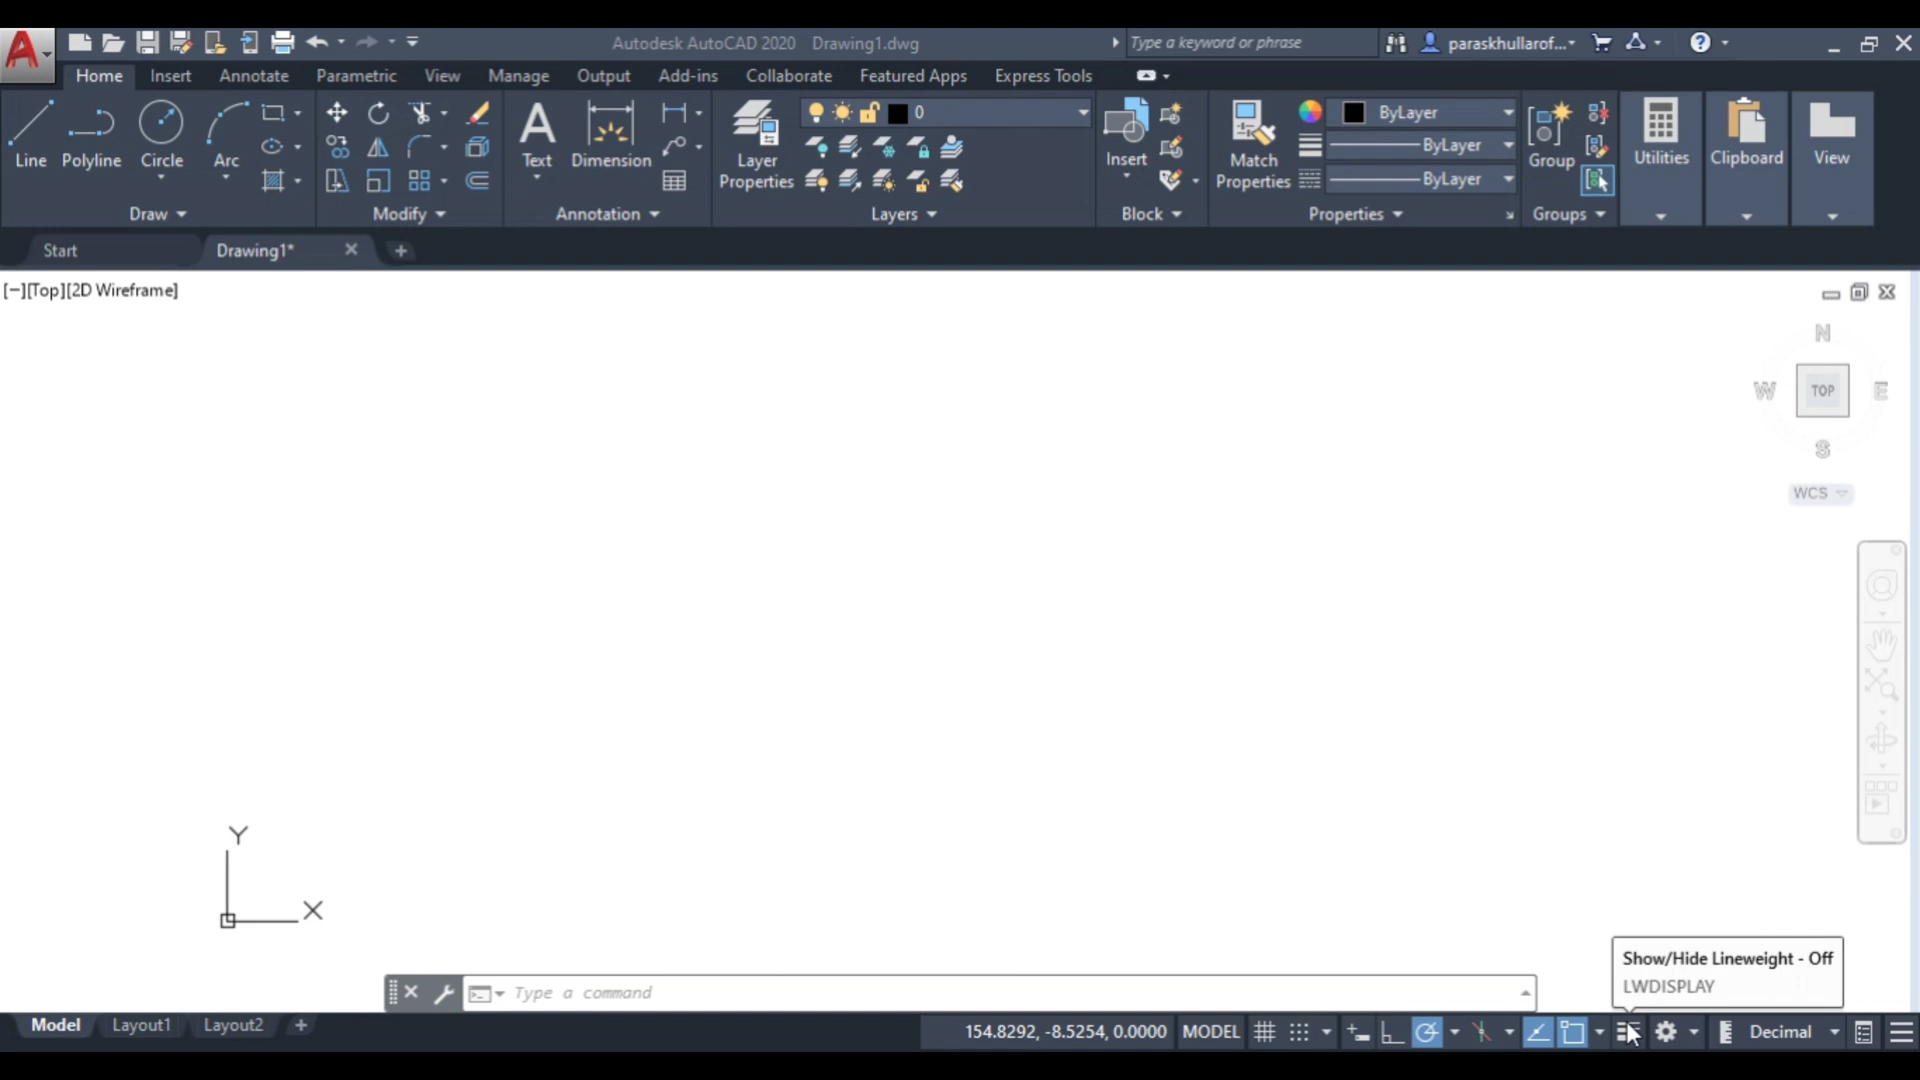 Autodesk AutoCAD 2020 Drawing1.dwg
Type a keyword or phrase
paraskhullarof...
Home Insert Annotate Parametric View Manage Output Add-ins Collaborate Featured Apps Express Tools
Line Polyline Circle Arc
Text Dimension
Layer Properties
0
Insert
Match Properties
ByLayer
ByLayer
ByLayer
Group
Utilities Clipboard View
Draw Modify Annotation Layers Block Properties Groups
Start Drawing1*
[−][Top][2D Wireframe]
N
W TOP E
S
WCS
Y
X
Show/Hide Lineweight - Off
LWDISPLAY
Type a command
Model Layout1 Layout2
154.8292, -8.5254, 0.0000 MODEL Decimal